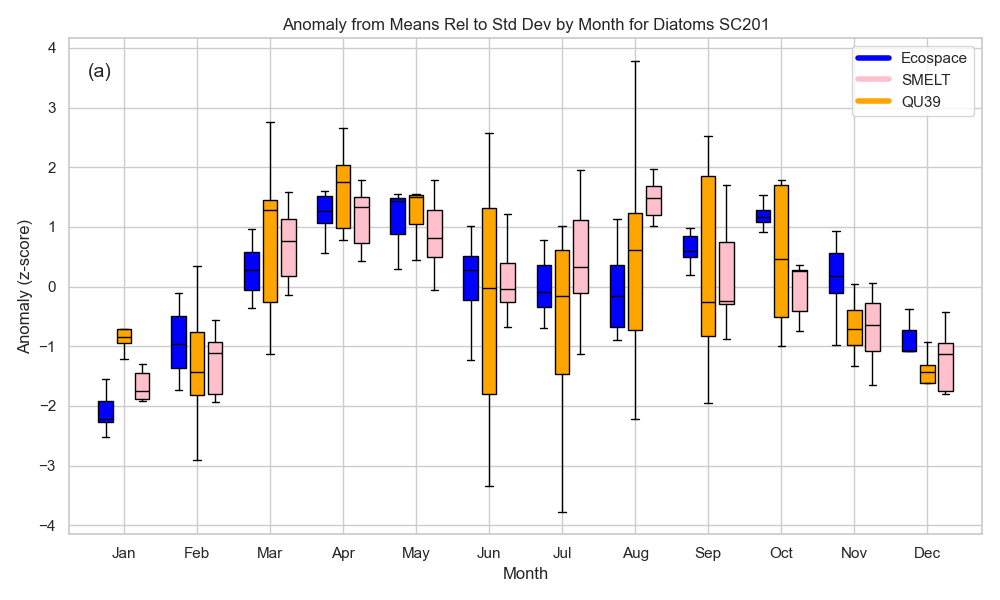 Anomaly from Means Rel to Std Dev by Month for Diatoms SC201
(a)
Ecospace
SMELT
QU39
Anomaly (z-score)
4
3
2
1
0
−1
−2
−3
−4
Jan Feb Mar Apr May Jun Jul Aug Sep Oct Nov Dec
Month